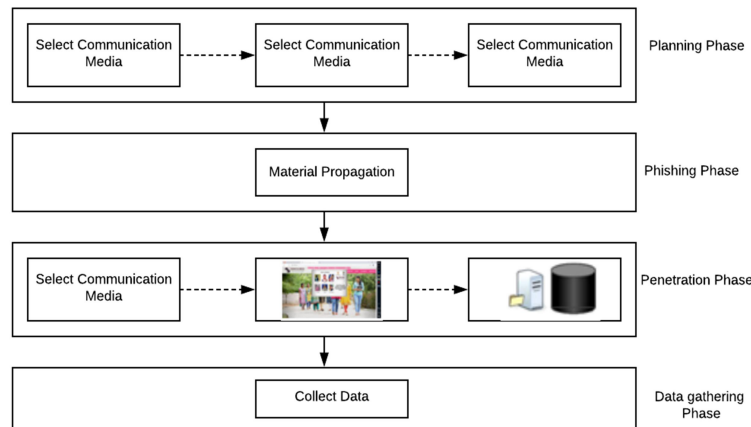 Select Communication
Media
Select Communication
Media
Select Communication
Media
Planning Phase
Material Propagation
Phishing Phase
Select Communication
Media
Penetration Phase
Collect Data
Data gathering
Phase